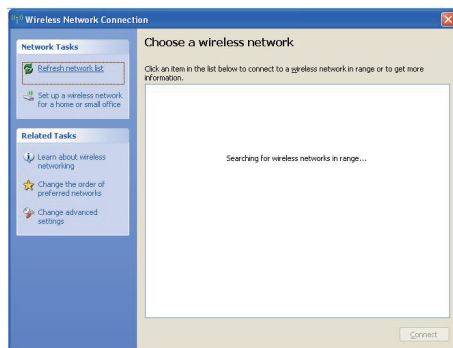 Wireless Network Connection
Network Tasks
Refresh network list
Set up a wireless network
for a home or small office
Related Tasks
Learn about wireless
networking
Change the order of
preferred networks
Change advanced
settings
Choose a wireless network
Click an item in the list below to connect to a wireless network in range or to get more
information.
Searching for wireless networks in range...
Connect